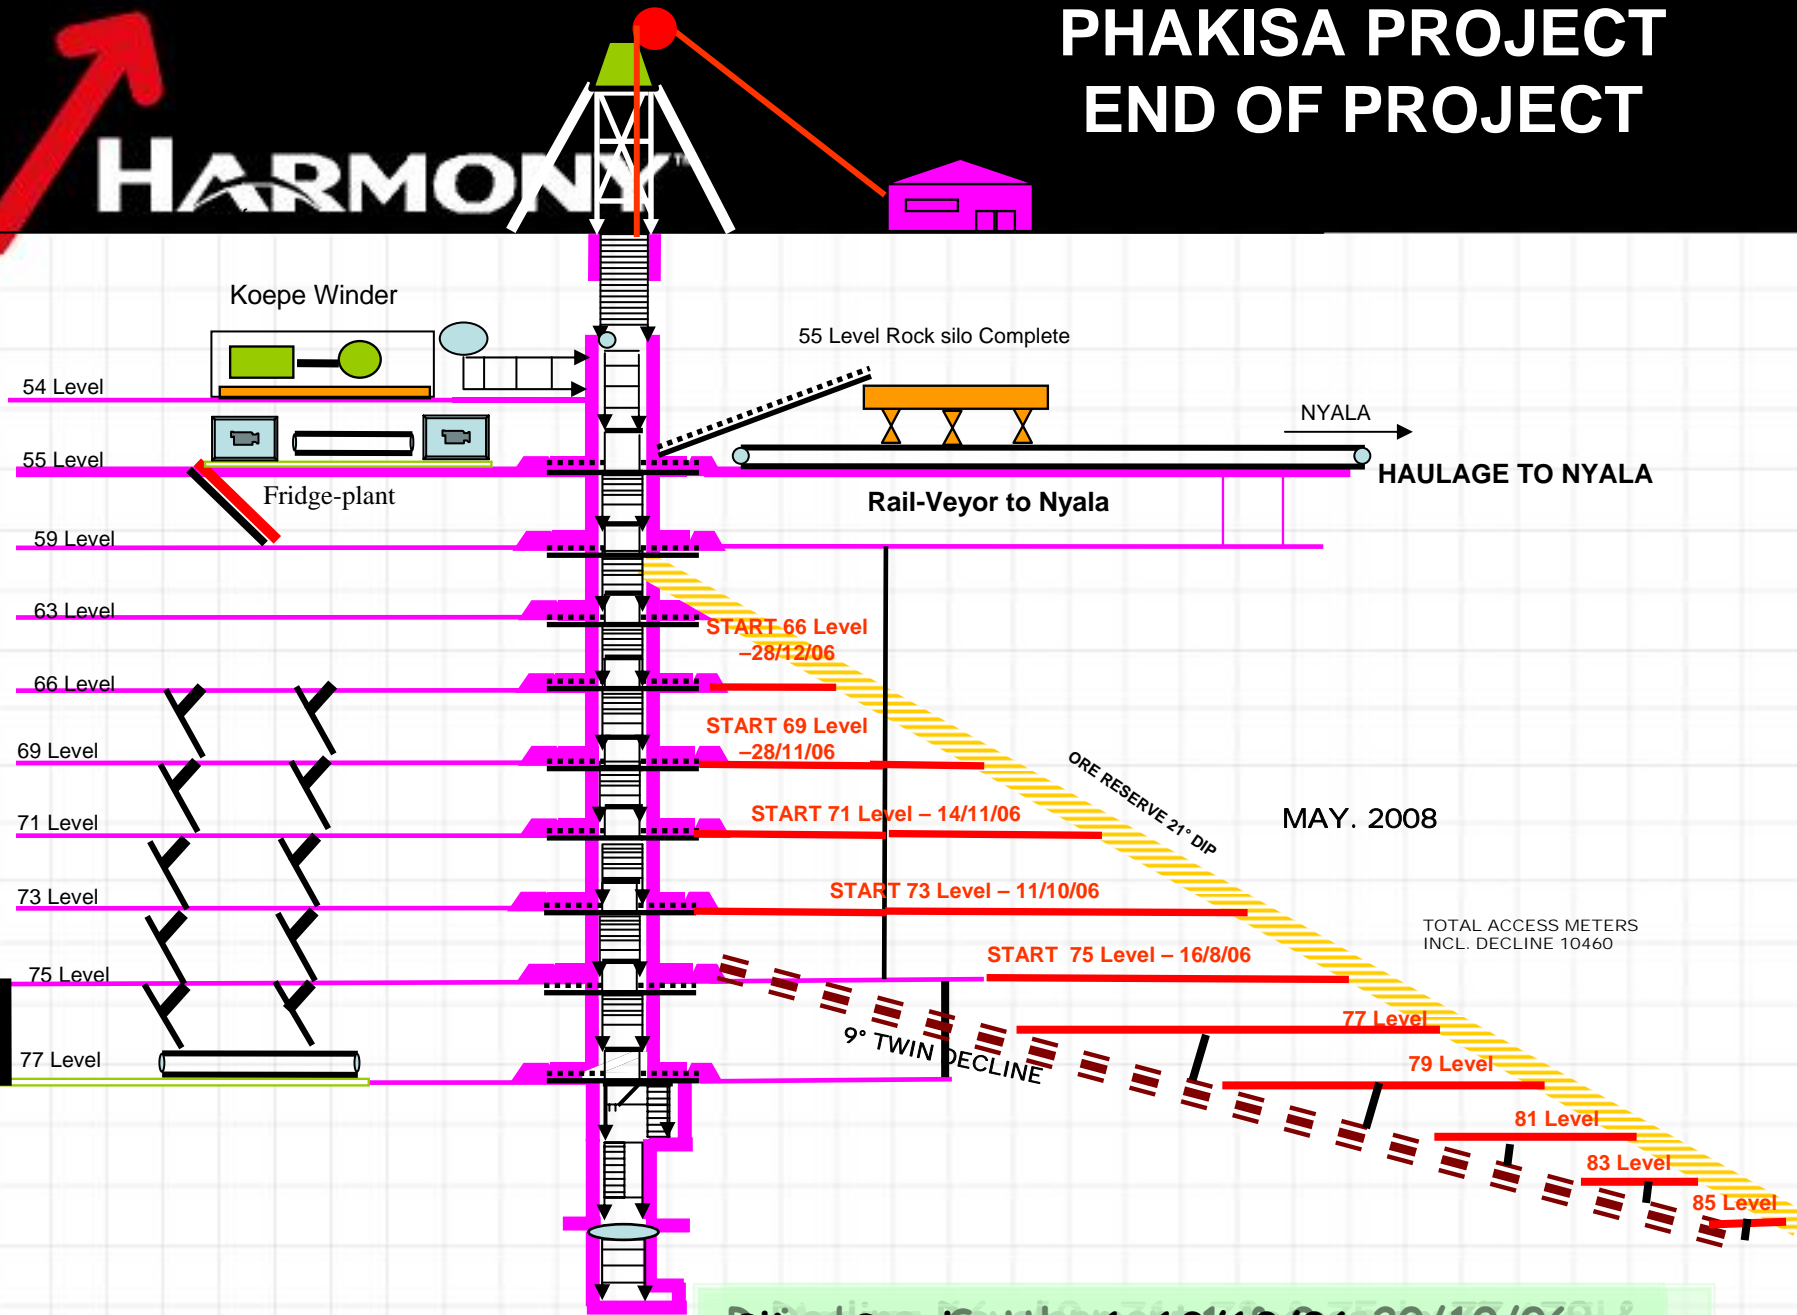 PHAKISA PROJECT
END OF PROJECT
HARMONY™
Koepe Winder
55 Level Rock silo Complete
54 Level
NYALA
55 Level
HAULAGE TO NYALA
Fridge-plant
Rail-Veyor to Nyala
59 Level
63 Level
START 66 Level
–28/12/06
66 Level
START 69 Level
–28/11/06
69 Level
ORE RESERVE 21° DIP
START 71 Level – 14/11/06
MAY. 2008
71 Level
START 73 Level – 11/10/06
73 Level
TOTAL ACCESS METERS
INCL. DECLINE 10460
START 75 Level – 16/8/06
75 Level
77 Level
9° TWIN DECLINE
77 Level
79 Level
81 Level
83 Level
85 Level